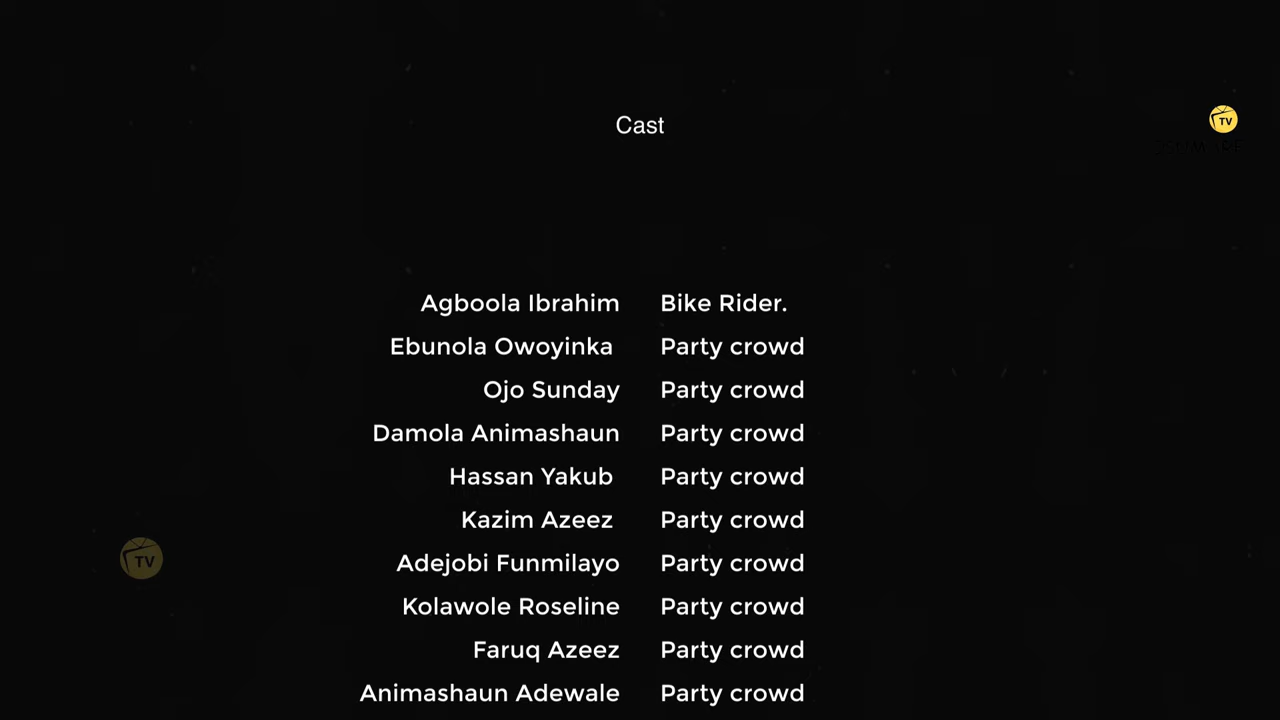 Cast
TV
Agboola Ibrahim Bike Rider.
Ebunola Owoyinka Party crowd
Ojo Sunday Party crowd
Damola Animashaun Party crowd
Hassan Yakub Party crowd
Kazim Azeez Party crowd
TV
Adejobi Funmilayo Party crowd
Kolawole Roseline Party crowd
Faruq Azeez Party crowd
Animashaun Adewale Party crowd